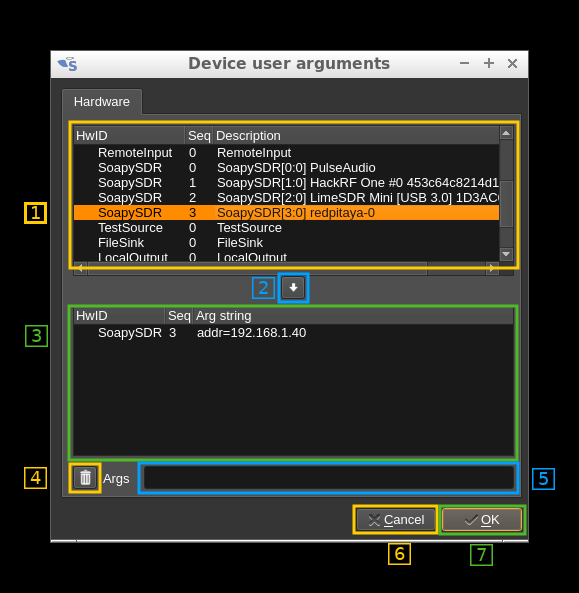 Device user arguments
Hardware
HwID Seq Description
RemoteInput 0 RemoteInput
SoapySDR 0 SoapySDR[0:0] PulseAudio
SoapySDR 1 SoapySDR[1:0] HackRF One #0 453c64c8214d1
SoapySDR 2 SoapySDR[2:0] LimeSDR Mini [USB 3.0] 1D3AC
1 SoapySDR 3 SoapySDR[3:0] redpitaya-0
TestSource 0 TestSource
FileSink 0 FileSink
LocalOutput 0 LocalOutput
2
HwID Seq Arg string
3 SoapySDR 3 addr=192.168.1.40
4 Args 5
Cancel OK
6 7